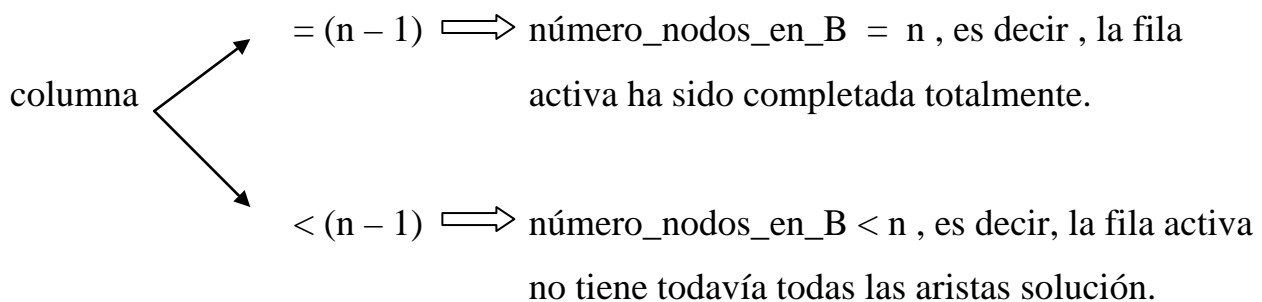 = (n – 1) ⟹ número_nodos_en_B = n , es decir , la fila
columna
activa ha sido completada totalmente.
< (n – 1) ⟹ número_nodos_en_B < n , es decir, la fila activa
no tiene todavía todas las aristas solución.